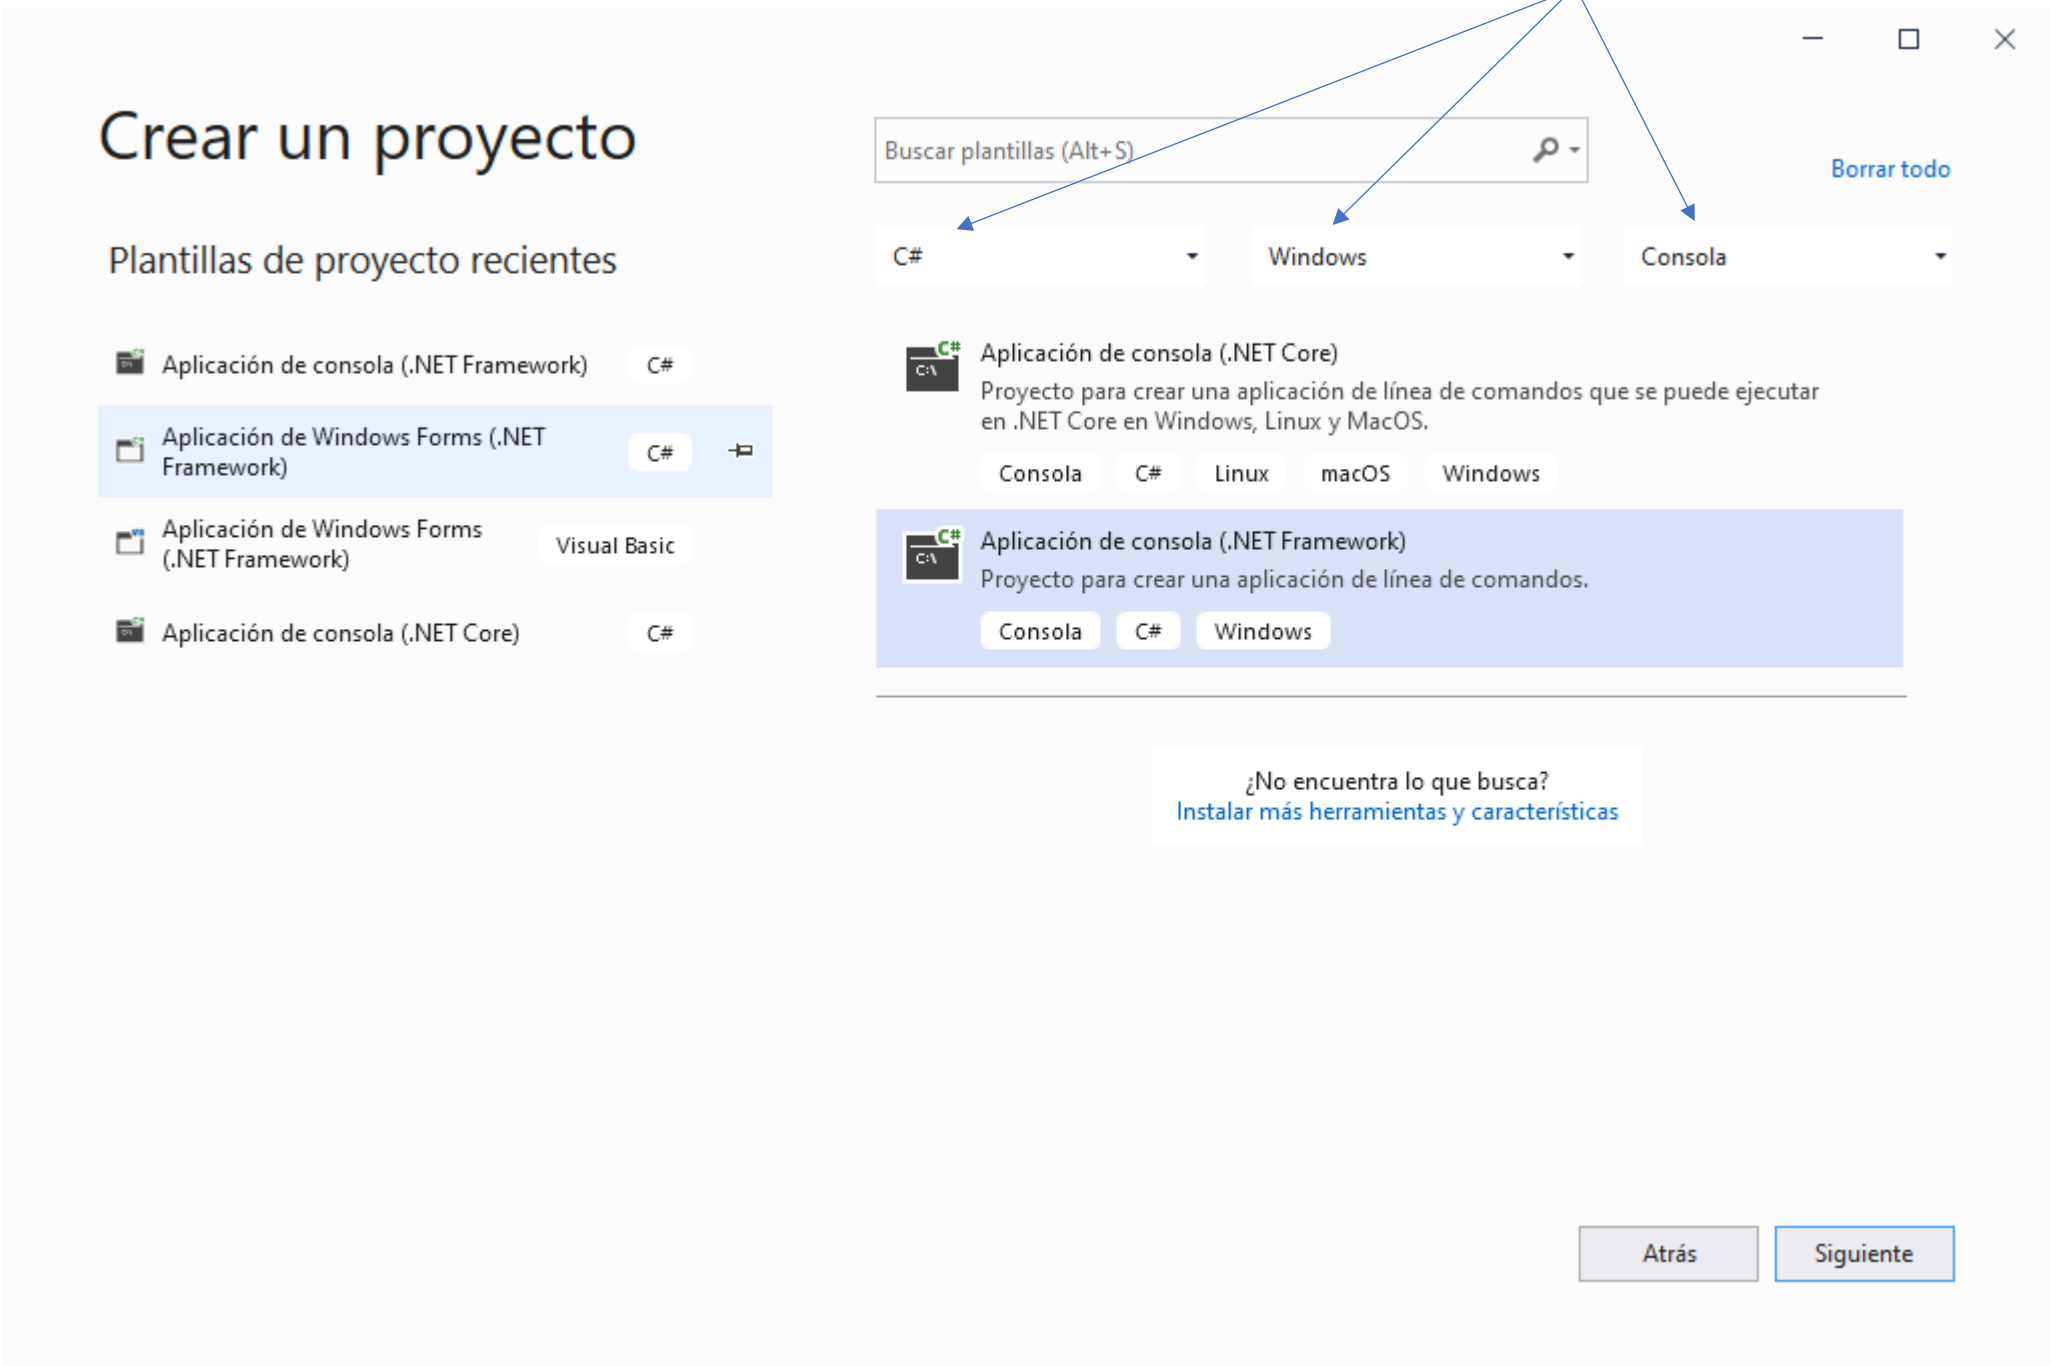 Crear un proyecto
Buscar plantillas (Alt+S)
Borrar todo
Plantillas de proyecto recientes
C#
Windows
Consola
Aplicación de consola (.NET Framework)
C#
Aplicación de Windows Forms (.NET
Framework)
C#
Aplicación de Windows Forms
(.NET Framework)
Visual Basic
Aplicación de consola (.NET Core)
C#
C#
C:\
Aplicación de consola (.NET Core)
Proyecto para crear una aplicación de línea de comandos que se puede ejecutar
en .NET Core en Windows, Linux y MacOS.
Consola C# Linux macOS Windows
C#
C:\
Aplicación de consola (.NET Framework)
Proyecto para crear una aplicación de línea de comandos.
Consola C# Windows
¿No encuentra lo que busca?
Instalar más herramientas y características
Atrás
Siguiente